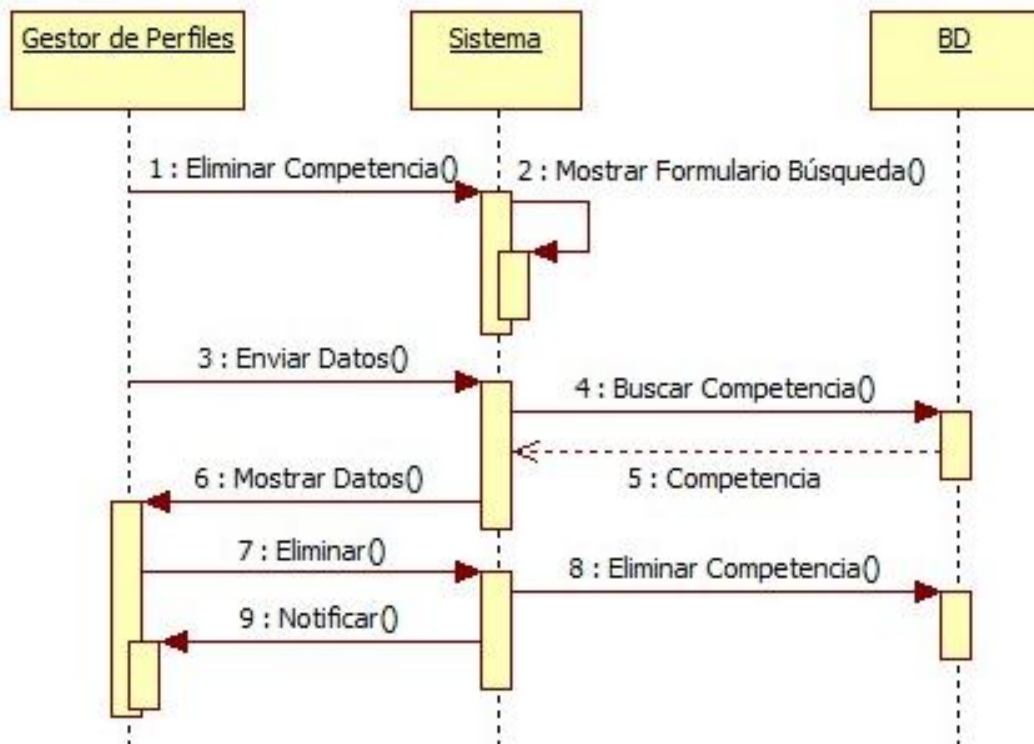 Gestor de Perfiles
Sistema
BD
1 : Eliminar Competencia()
2 : Mostrar Formulario Búsqueda()
3 : Enviar Datos()
4 : Buscar Competencia()
5 : Competencia
6 : Mostrar Datos()
7 : Eliminar()
8 : Eliminar Competencia()
9 : Notificar()